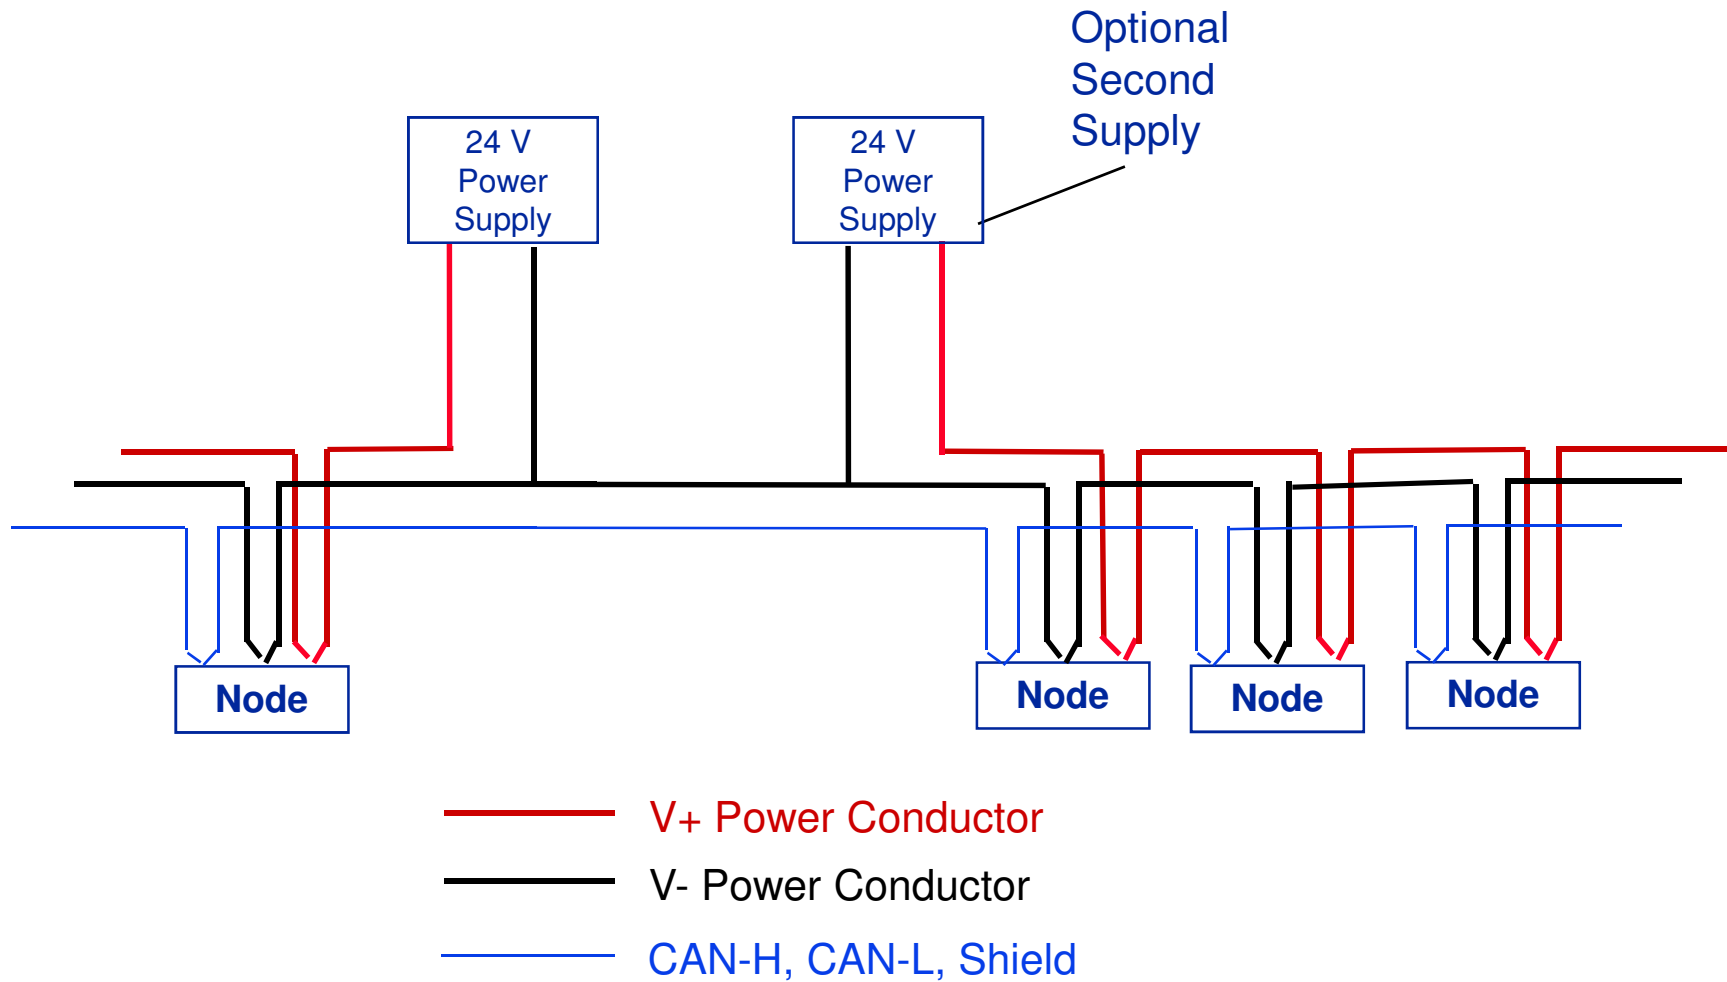 Optional
Second
Supply
24 V
Power
Supply
24 V
Power
Supply
Node
Node
Node
Node
V+ Power Conductor
V- Power Conductor
CAN-H, CAN-L, Shield